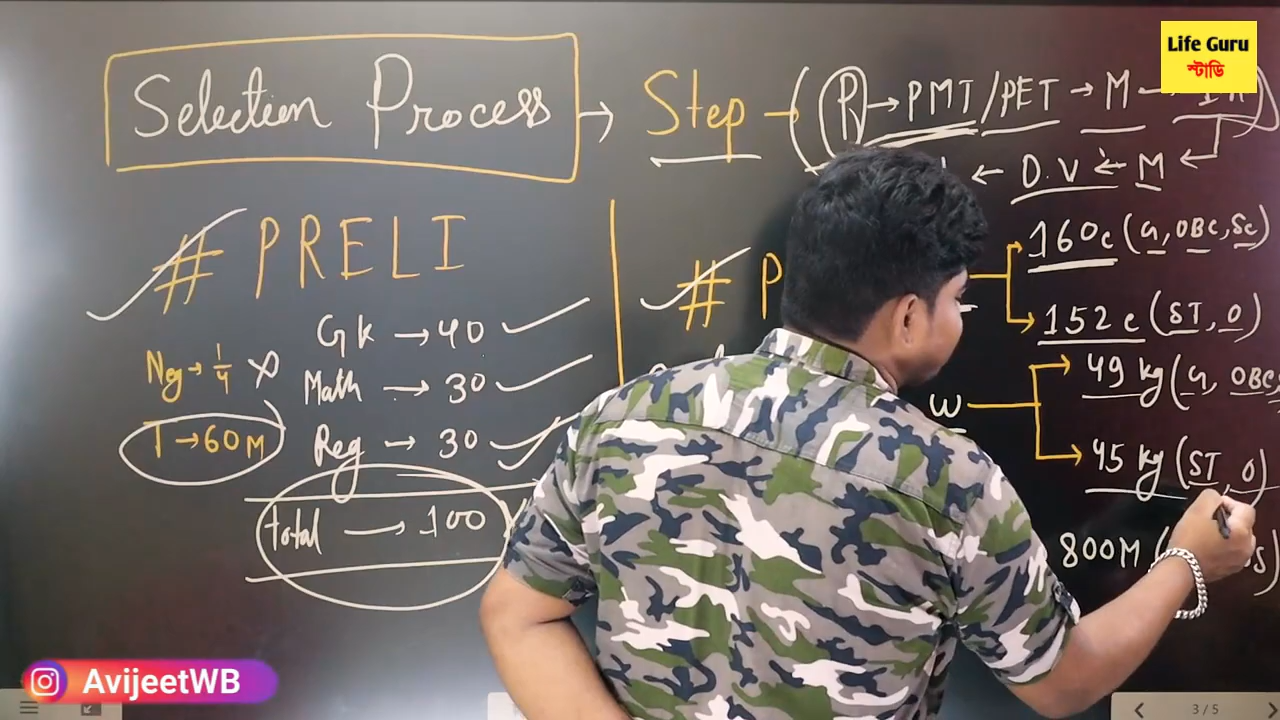 Life Guru
স্টাডি
Selection Process → Step → (P → PMT/PET → M →
← D.V ← M ←
# PRELI
Gk → 40
Neg → 1/4
Math → 30
T → 60 M
Reg → 30
Total → 100
# P
160c (G, OBC, SC)
152c (ST, O)
W
49 kg (G, OBC,
45 kg (ST, O)
800M (
AvijeetWB
3 / 5